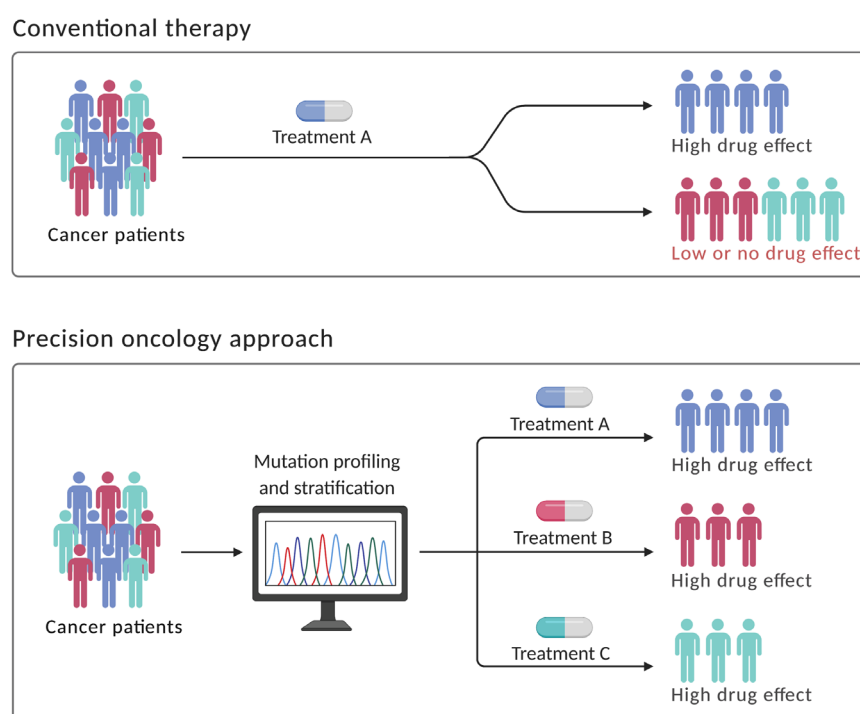 Conventional therapy
Treatment A
High drug effect
Cancer patients
Low or no drug effect
Precision oncology approach
Treatment A
Mutation profiling
and stratification
High drug effect
Treatment B
High drug effect
Cancer patients
Treatment C
High drug effect